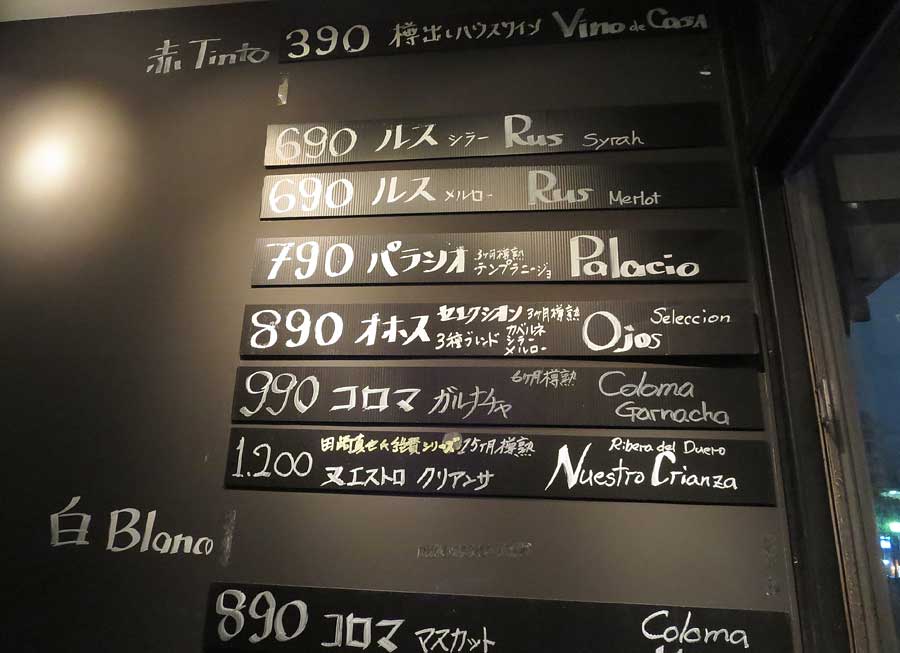 赤 Tinto
390 樽出しハウスワイン Vino de Casa
690 ルス シラー Rus Syrah
690 ルス メルロー Rus Merlot
790 パラシオ 3ヶ月樽熟 テンプラニージョ Palacio
890 オホス セレクシオン 3ヶ月樽熟 3種ブレンド カベルネ シラー メルロー Ojos Seleccion
990 コロマ ガルナチャ 6ヶ月樽熟 Coloma Garnacha
1.200 田崎真也氏絶賛シリーズ 15ヶ月樽熟 ヌエストロ クリアンサ Ribera del Duero Nuestro Crianza
白 Blanco
890 コロマ マスカット Coloma